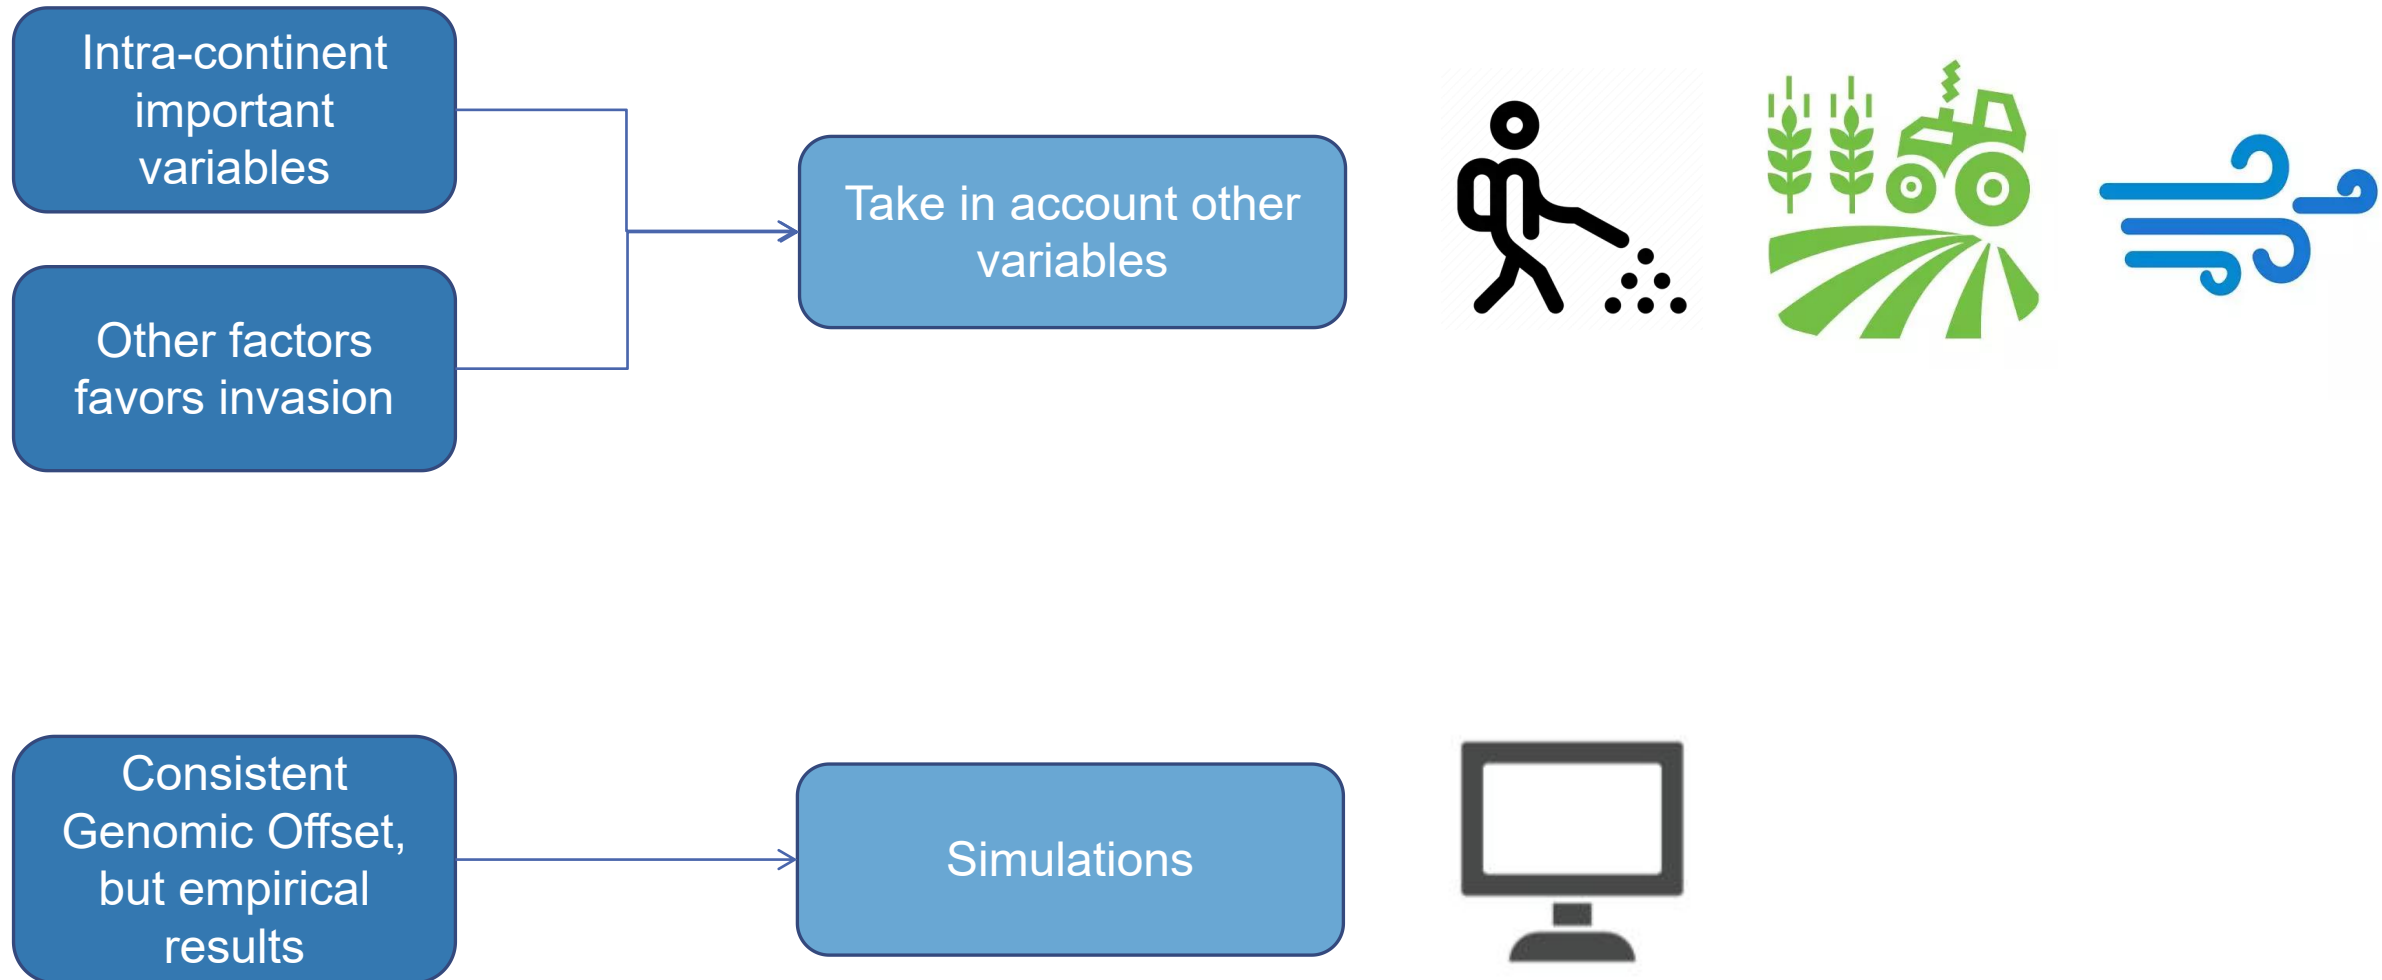 Intra-continent
important
variables
Take in account other
variables
Other factors
favors invasion
Consistent
Genomic Offset,
but empirical
results
Simulations